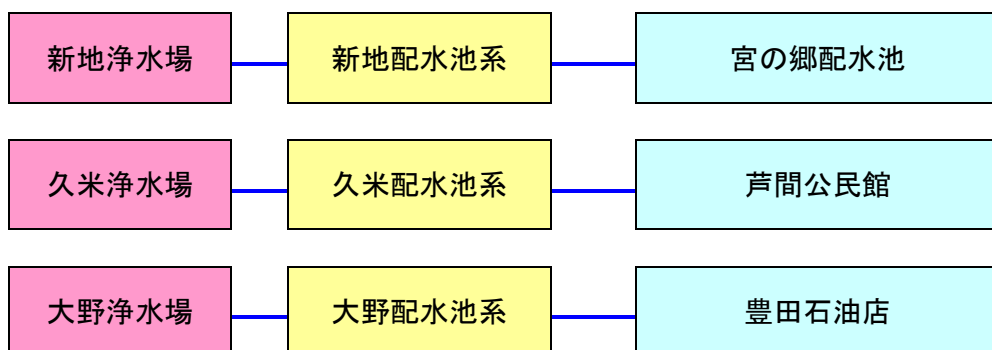 新地浄水場 新地配水池系 宮の郷配水池
久米浄水場 久米配水池系 芦間公民館
大野浄水場 大野配水池系 豊田石油店